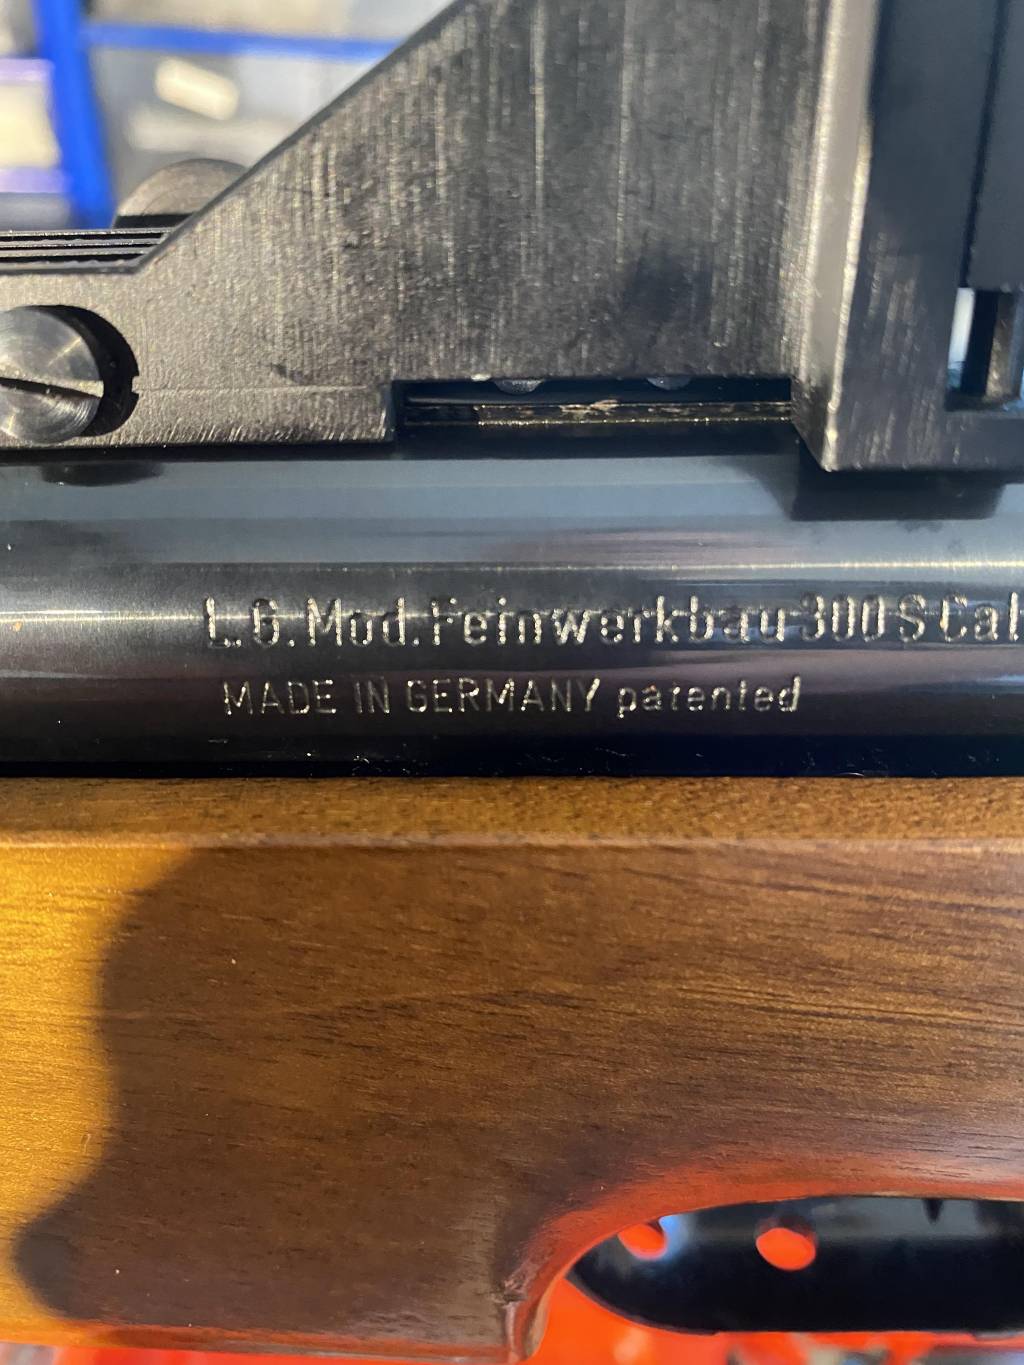 L.G. Mod. Feinwerkbau 300 S Cal
MADE IN GERMANY patented